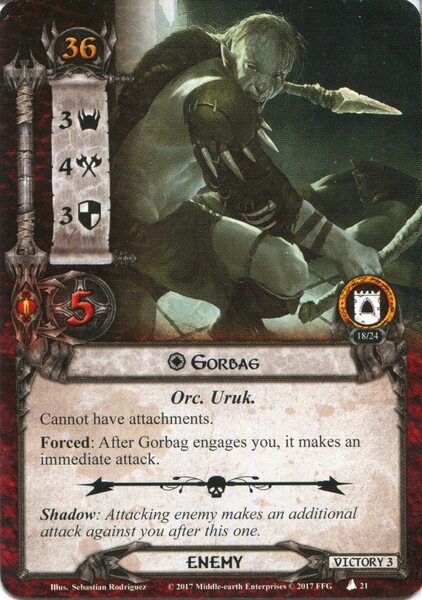 36
3
4
3
5
18/24
Gorbag
Orc. Uruk.
Cannot have attachments.
Forced: After Gorbag engages you, it makes an
immediate attack.
Shadow: Attacking enemy makes an additional
attack against you after this one.
ENEMY
VICTORY 3
Illus. Sebastian Rodriguez © 2017 Middle-earth Enterprises © 2017 FFG 21